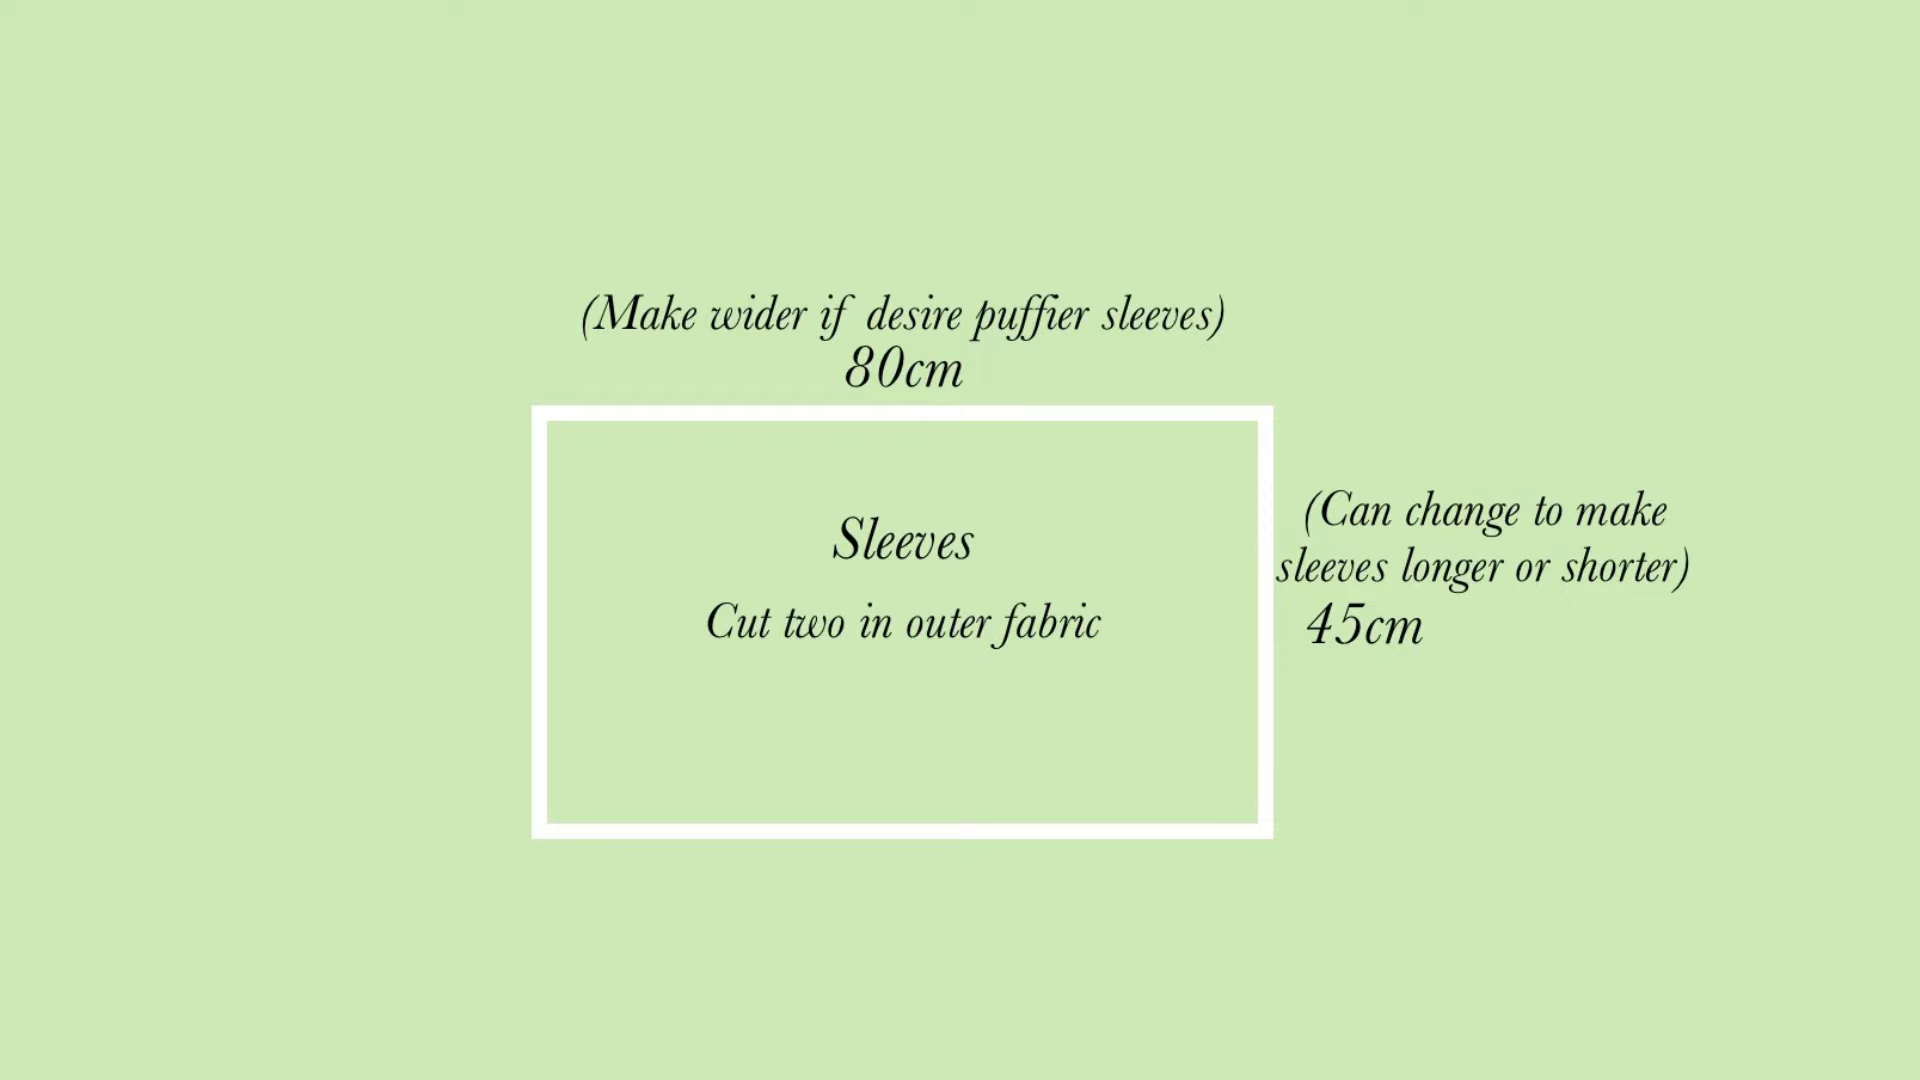 (Make wider if desire puffier sleeves)
80cm
Sleeves
Cut two in outer fabric
(Can change to make
sleeves longer or shorter)
45cm